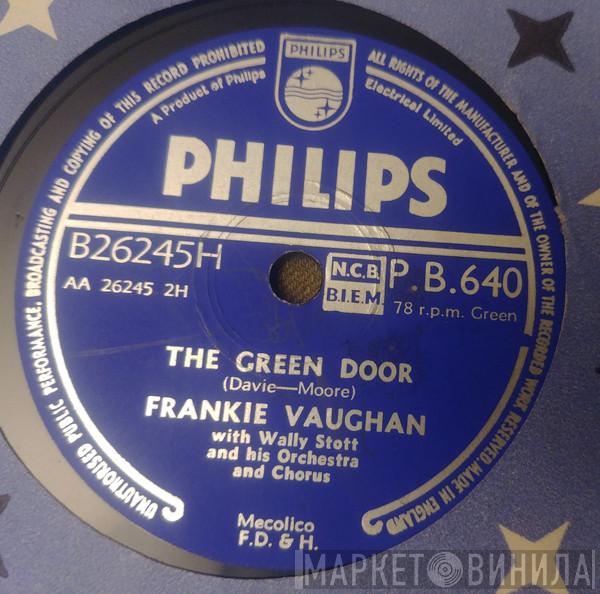 UNAUTHORISED PUBLIC PERFORMANCE, BROADCASTING AND COPYING OF THIS RECORD PROHIBITED
ALL RIGHTS OF THE MANUFACTURER AND OF THE OWNER OF THE RECORDED WORK RESERVED MADE IN ENGLAND
A Product of Philips
PHILIPS
Electrical Limited
PHILIPS
B26245H
AA 26245 2H
N.C.B.
B.I.E.M.
P.B.640
78 r.p.m. Green
THE GREEN DOOR
(Davie—Moore)
FRANKIE VAUGHAN
with Wally Stott
and his Orchestra
and Chorus
Mecolico
F.D. & H.
МАРКЕТ ВИНИЛА